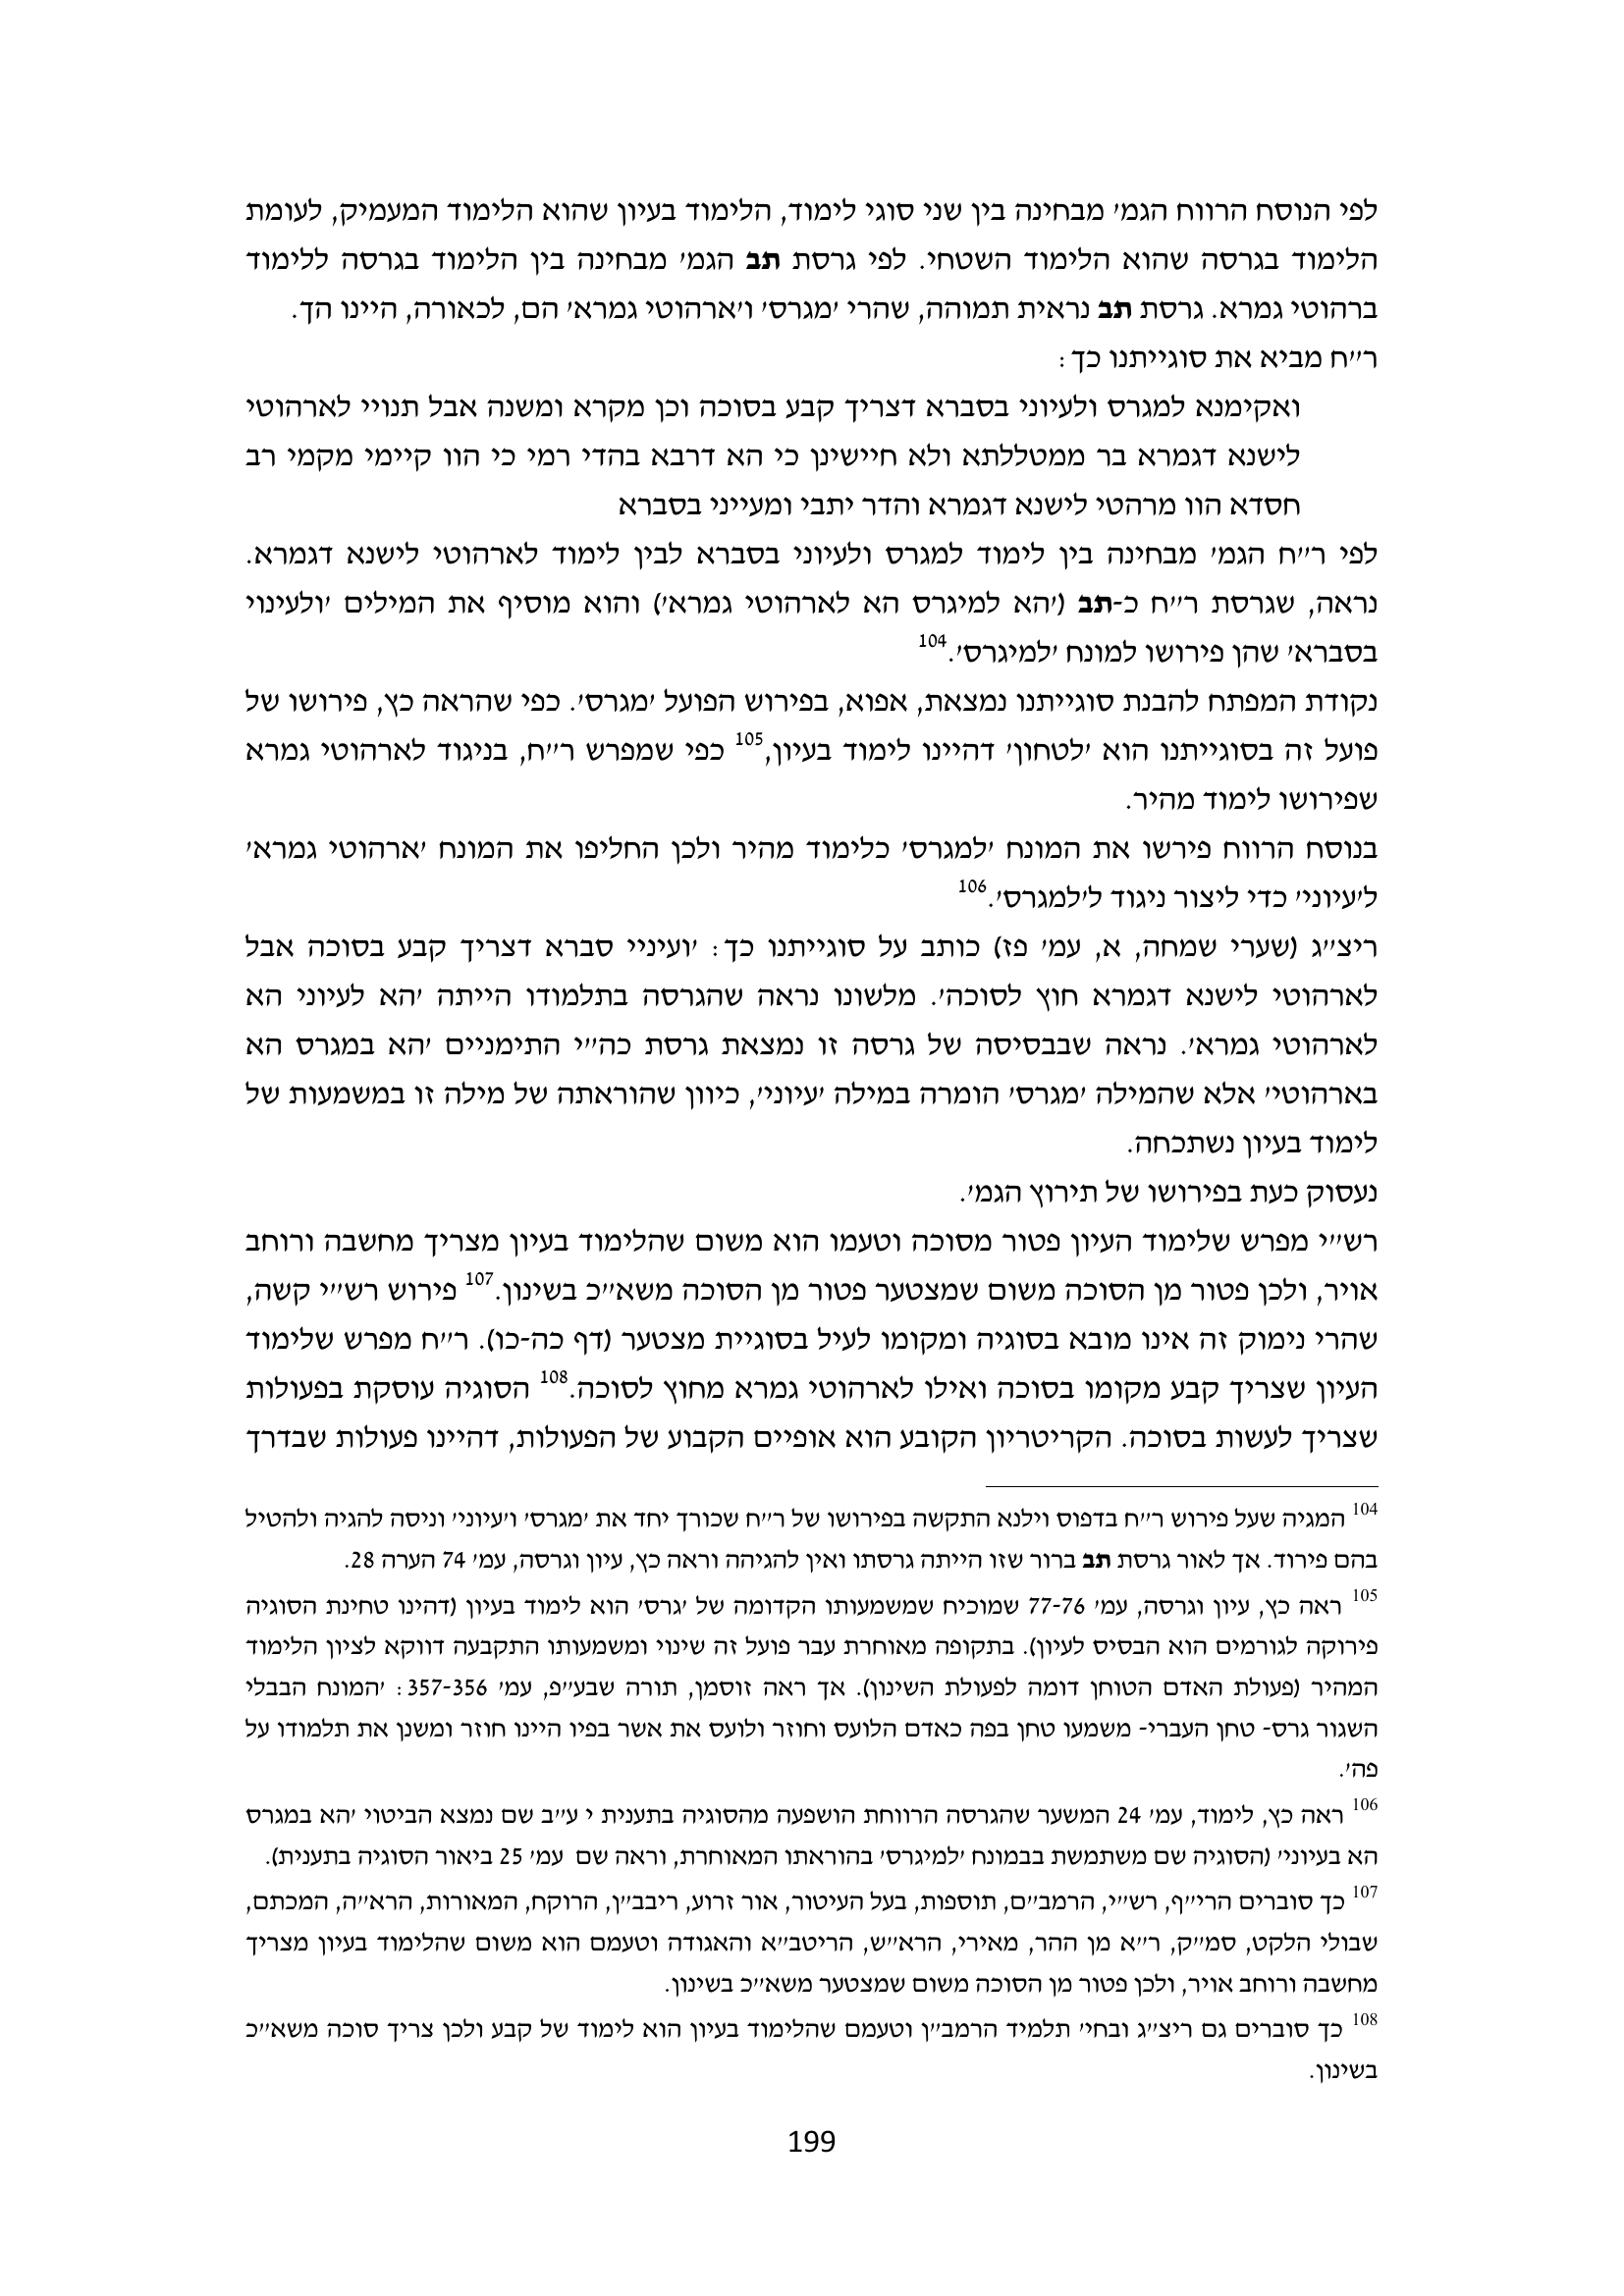 לפי הנוסח הרווח הגמ' מבחינה בין שני סוגי לימוד, הלימוד בעיון שהוא הלימוד המעמיק, לעומת
הלימוד בגרסה שהוא הלימוד השטחי. לפי גרסת תב הגמ' מבחינה בין הלימוד בגרסה ללימוד
ברהוטי גמרא. גרסת תב נראית תמוהה, שהרי 'מגרס' ו'ארהוטי גמרא' הם, לכאורה, היינו הך.
ר"ח מביא את סוגייתנו כך:
ואקימנא למגרס ולעיוני בסברא דצריך קבע בסוכה וכן מקרא ומשנה אבל תנויי לארהוטי
לישנא דגמרא בר ממטללתא ולא חיישינן כי הא דרבא בהדי רמי כי הוו קיימי מקמי רב
חסדא הוו מרהטי לישנא דגמרא והדר יתבי ומעייני בסברא
לפי ר"ח הגמ' מבחינה בין לימוד למגרס ולעיוני בסברא לבין לימוד לארהוטי לישנא דגמרא.
נראה, שגרסת ר"ח כ-תב ('הא למיגרס הא לארהוטי גמרא') והוא מוסיף את המילים 'ולעינוי
בסברא' שהן פירושו למונח 'למיגרס'.104
נקודת המפתח להבנת סוגייתנו נמצאת, אפוא, בפירוש הפועל 'מגרס'. כפי שהראה כץ, פירושו של
פועל זה בסוגייתנו הוא 'לטחון' דהיינו לימוד בעיון,105 כפי שמפרש ר"ח, בניגוד לארהוטי גמרא
שפירושו לימוד מהיר.
בנוסח הרווח פירשו את המונח 'למגרס' כלימוד מהיר ולכן החליפו את המונח 'ארהוטי גמרא'
ל'עיוני' כדי ליצור ניגוד ל'למגרס'.106
ריצ"ג (שערי שמחה, א, עמ' פז) כותב על סוגייתנו כך: 'ועיניי סברא דצריך קבע בסוכה אבל
לארהוטי לישנא דגמרא חוץ לסוכה'. מלשונו נראה שהגרסה בתלמודו הייתה 'הא לעיוני הא
לארהוטי גמרא'. נראה שבבסיסה של גרסה זו נמצאת גרסת כה"י התימניים 'הא במגרס הא
בארהוטי' אלא שהמילה 'מגרס' הומרה במילה 'עיוני', כיוון שהוראתה של מילה זו במשמעות של
לימוד בעיון נשתכחה.
נעסוק כעת בפירושו של תירוץ הגמ'.
רש"י מפרש שלימוד העיון פטור מסוכה וטעמו הוא משום שהלימוד בעיון מצריך מחשבה ורוחב
אויר, ולכן פטור מן הסוכה משום שמצטער פטור מן הסוכה משא"כ בשינון.107 פירוש רש"י קשה,
שהרי נימוק זה אינו מובא בסוגיה ומקומו לעיל בסוגיית מצטער (דף כה-כו). ר"ח מפרש שלימוד
העיון שצריך קבע מקומו בסוכה ואילו לארהוטי גמרא מחוץ לסוכה.108 הסוגיה עוסקת בפעולות
שצריך לעשות בסוכה. הקריטריון הקובע הוא אופיים הקבוע של הפעולות, דהיינו פעולות שבדרך
104 המגיה שעל פירוש ר"ח בדפוס וילנא התקשה בפירושו של ר"ח שכורך יחד את 'מגרס' ו'עיוני' וניסה להגיה ולהטיל
בהם פירוד. אך לאור גרסת תב ברור שזו הייתה גרסתו ואין להגיהה וראה כץ, עיון וגרסה, עמ' 74 הערה 28.
105 ראה כץ, עיון וגרסה, עמ' 77-76 שמוכיח שמשמעותו הקדומה של 'גרס' הוא לימוד בעיון (דהינו טחינת הסוגיה
פירוקה לגורמים הוא הבסיס לעיון). בתקופה מאוחרת עבר פועל זה שינוי ומשמעותו התקבעה דווקא לציון הלימוד
המהיר (פעולת האדם הטוחן דומה לפעולת השינון). אך ראה זוסמן, תורה שבע"פ, עמ' 357-356: 'המונח הבבלי
השגור גרס- טחן העברי- משמעו טחן בפה כאדם הלועס וחוזר ולועס את אשר בפיו היינו חוזר ומשנן את תלמודו על
פה'.
106 ראה כץ, לימוד, עמ' 24 המשער שהגרסה הרווחת הושפעה מהסוגיה בתענית י ע"ב שם נמצא הביטוי 'הא במגרס
הא בעיוני' (הסוגיה שם משתמשת בבמונח 'למיגרס' בהוראתו המאוחרת, וראה שם עמ' 25 ביאור הסוגיה בתענית).
107 כך סוברים הרי"ף, רש"י, הרמב"ם, תוספות, בעל העיטור, אור זרוע, ריבב"ן, הרוקח, המאורות, הרא"ה, המכתם,
שבולי הלקט, סמ"ק, ר"א מן ההר, מאירי, הרא"ש, הריטב"א והאגודה וטעמם הוא משום שהלימוד בעיון מצריך
מחשבה ורוחב אויר, ולכן פטור מן הסוכה משום שמצטער משא"כ בשינון.
108 כך סוברים גם ריצ"ג ובחי' תלמיד הרמב"ן וטעמם שהלימוד בעיון הוא לימוד של קבע ולכן צריך סוכה משא"כ
בשינון.
199